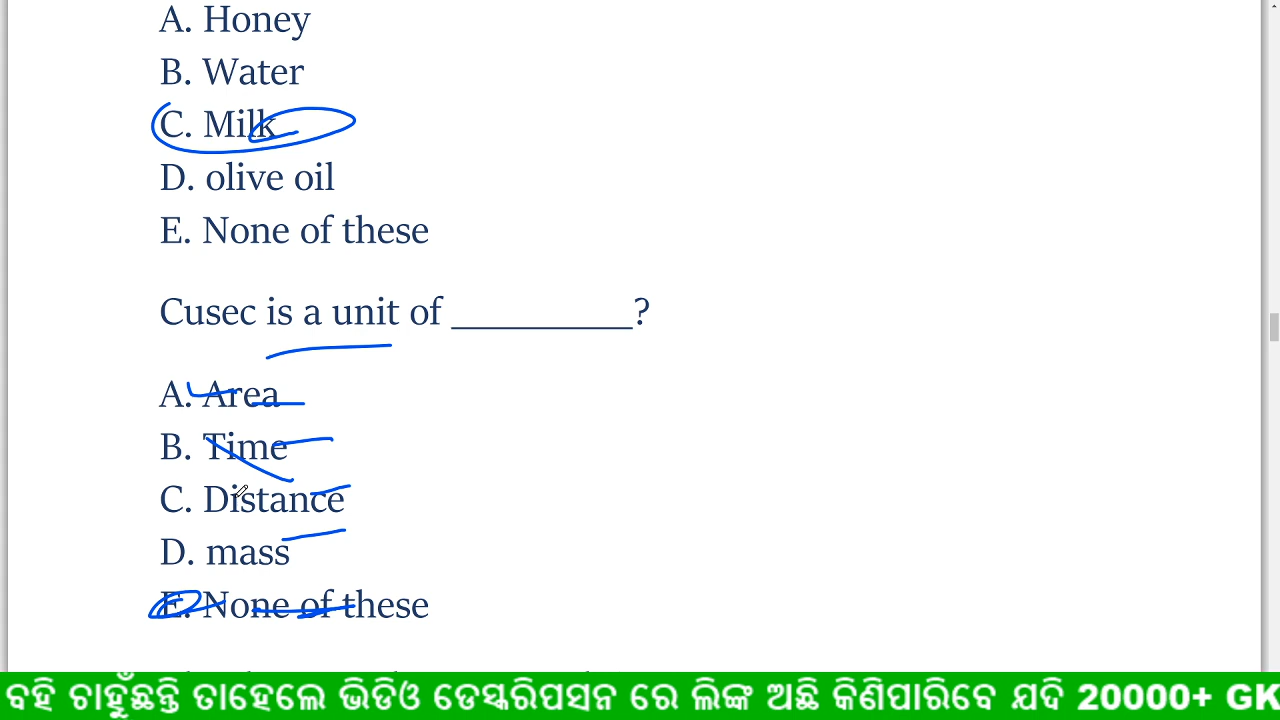 A. Honey
B. Water
C. Milk
D. olive oil
E. None of these
Cusec is a unit of __________?
A. Area
B. Time
C. Distance
D. mass
E. None of these
ବହି ଚାହୁଁଛନ୍ତି ତାହେଲେ ଭିଡିଓ ଡେସ୍କରିପସନ ରେ ଲିଙ୍କ ଅଛି କିଣିପାରିବେ ଯଦି 20000+ GK